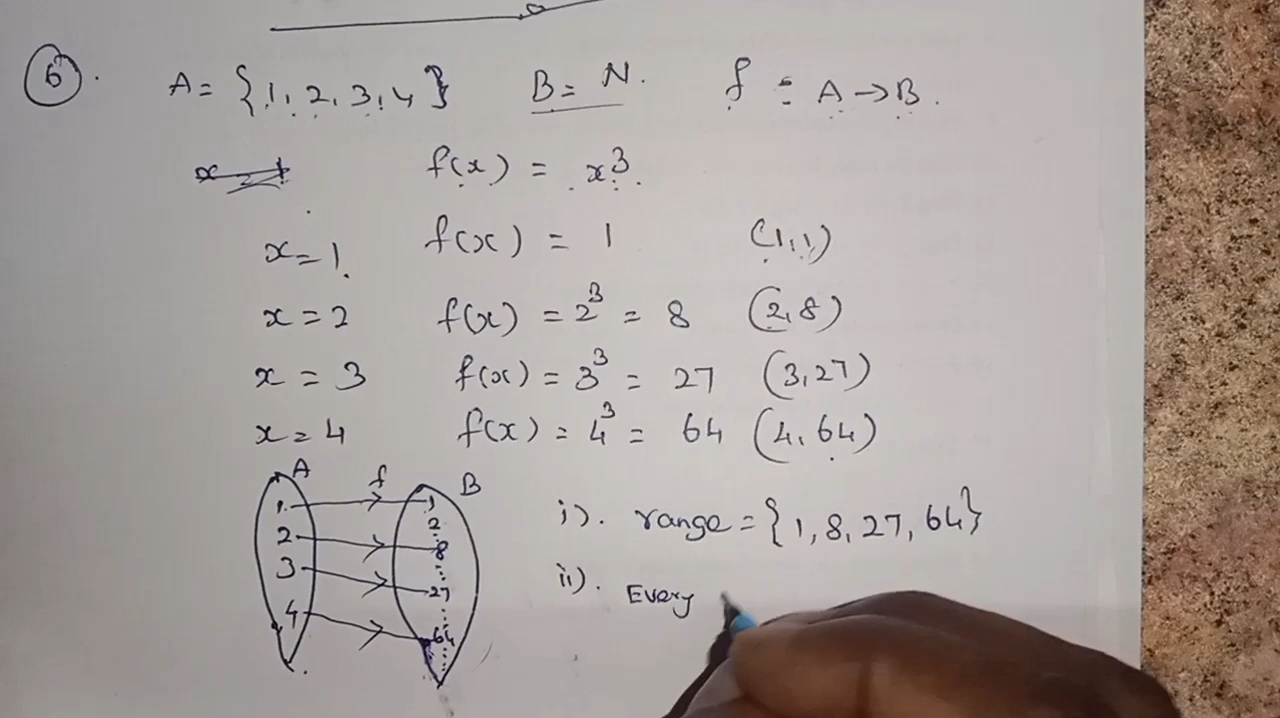 6. A = {1, 2, 3, 4} B = N. f : A → B.
f(x) = x³.
x = 1. f(x) = 1 (1,1)
x = 2 f(x) = 2³ = 8 (2,8)
x = 3 f(x) = 3³ = 27 (3,27)
x = 4 f(x) = 4³ = 64 (4,64)
A f B
1 1
2
2 8
3 27
4 64
i). range = {1, 8, 27, 64}
ii). Every